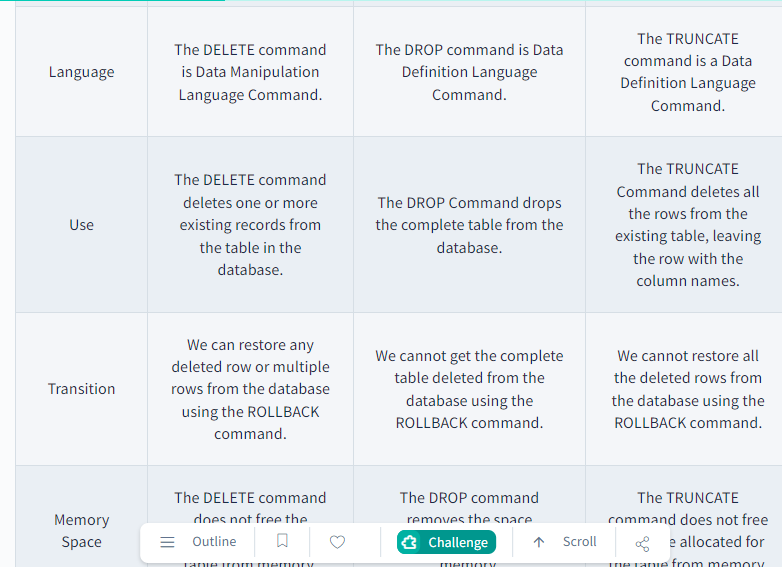 Language
The DELETE command
is Data Manipulation
Language Command.
The DROP command is Data
Definition Language
Command.
The TRUNCATE
command is a Data
Definition Language
Command.
Use
The DELETE command
deletes one or more
existing records from
the table in the
database.
The DROP Command drops
the complete table from the
database.
The TRUNCATE
Command deletes all
the rows from the
existing table, leaving
the row with the
column names.
Transition
We can restore any
deleted row or multiple
rows from the database
using the ROLLBACK
command.
We cannot get the complete
table deleted from the
database using the
ROLLBACK command.
We cannot restore all
the deleted rows from
the database using the
ROLLBACK command.
Memory
Space
The DELETE command
does not free the
table from memory.
The DROP command
removes the space
memory.
The TRUNCATE
command does not free
allocated for
the table from memory.
Outline
Challenge
Scroll